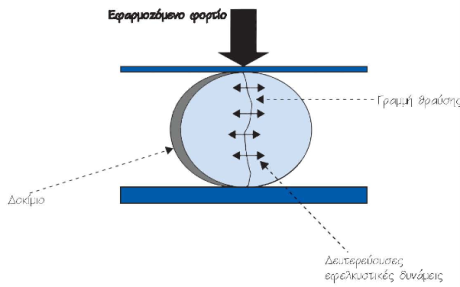 Εφαρμοζόμενο φορτίο
Γραμμή θραύσης
Δοκίμιο
Δευτερεύουσες
εφελκυστικές δυνάμεις